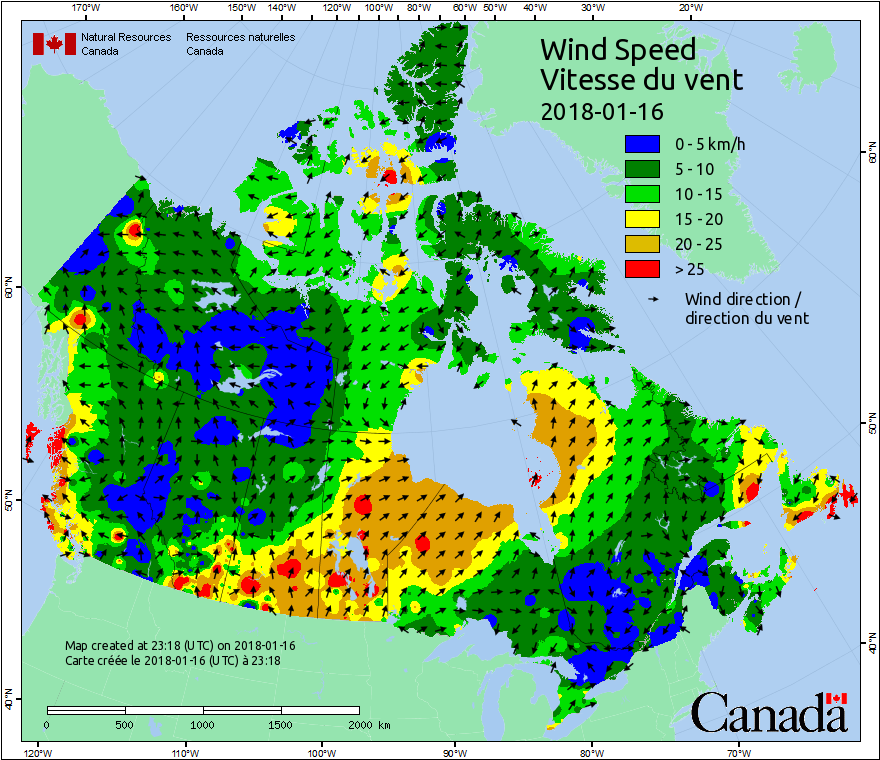 170°W 160°W 150°W 140°W 130°W 120°W 110°W 100°W 90°W 80°W 70°W 60°W 50°W 40°W 30°W 20°W
Natural Resources Canada
Ressources naturelles Canada
Wind Speed
Vitesse du vent
2018-01-16
0 - 5 km/h
5 - 10
10 - 15
15 - 20
20 - 25
> 25
Wind direction /
direction du vent
60°N
50°N
40°N
60°N
50°N
40°N
Map created at 23:18 (UTC) on 2018-01-16
Carte créée le 2018-01-16 (UTC) à 23:18
0 500 1000 1500 2000 km
Canada
120°W 110°W 100°W 90°W 80°W 70°W